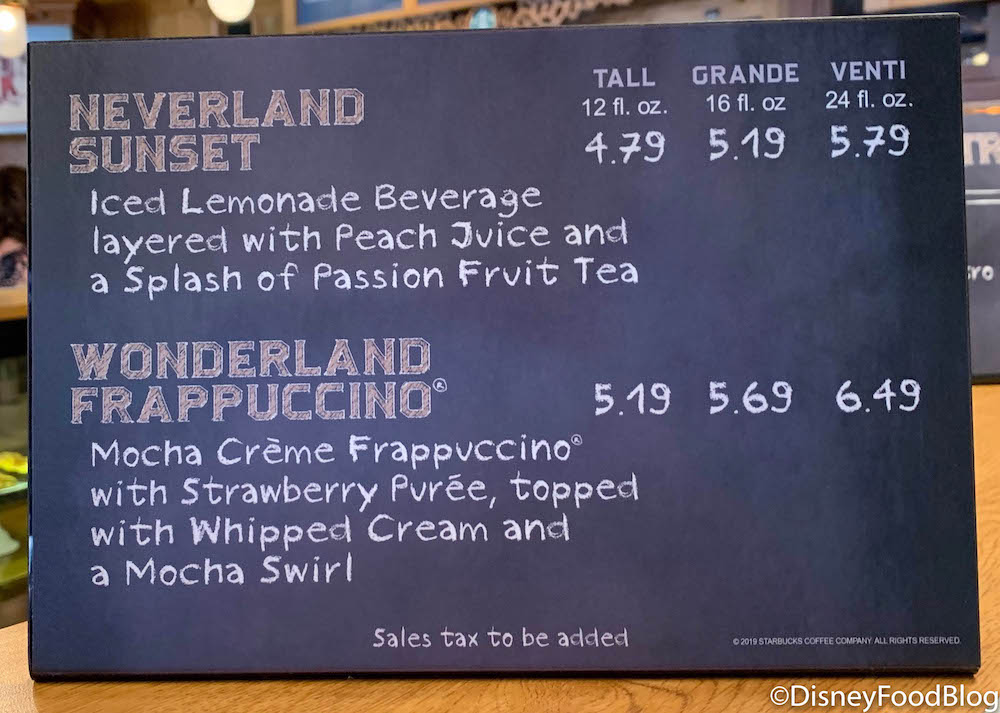 TALL GRANDE VENTI
12 fl. oz. 16 fl. oz 24 fl. oz.
NEVERLAND
SUNSET 4.79 5.19 5.79
Iced Lemonade Beverage
layered with Peach Juice and
a Splash of Passion Fruit Tea
WONDERLAND
FRAPPUCCINO® 5.19 5.69 6.49
Mocha Crème Frappuccino®
with Strawberry Purée, topped
with Whipped Cream and
a Mocha Swirl
Sales tax to be added
© 2019 STARBUCKS COFFEE COMPANY. ALL RIGHTS RESERVED.
©DisneyFoodBlog